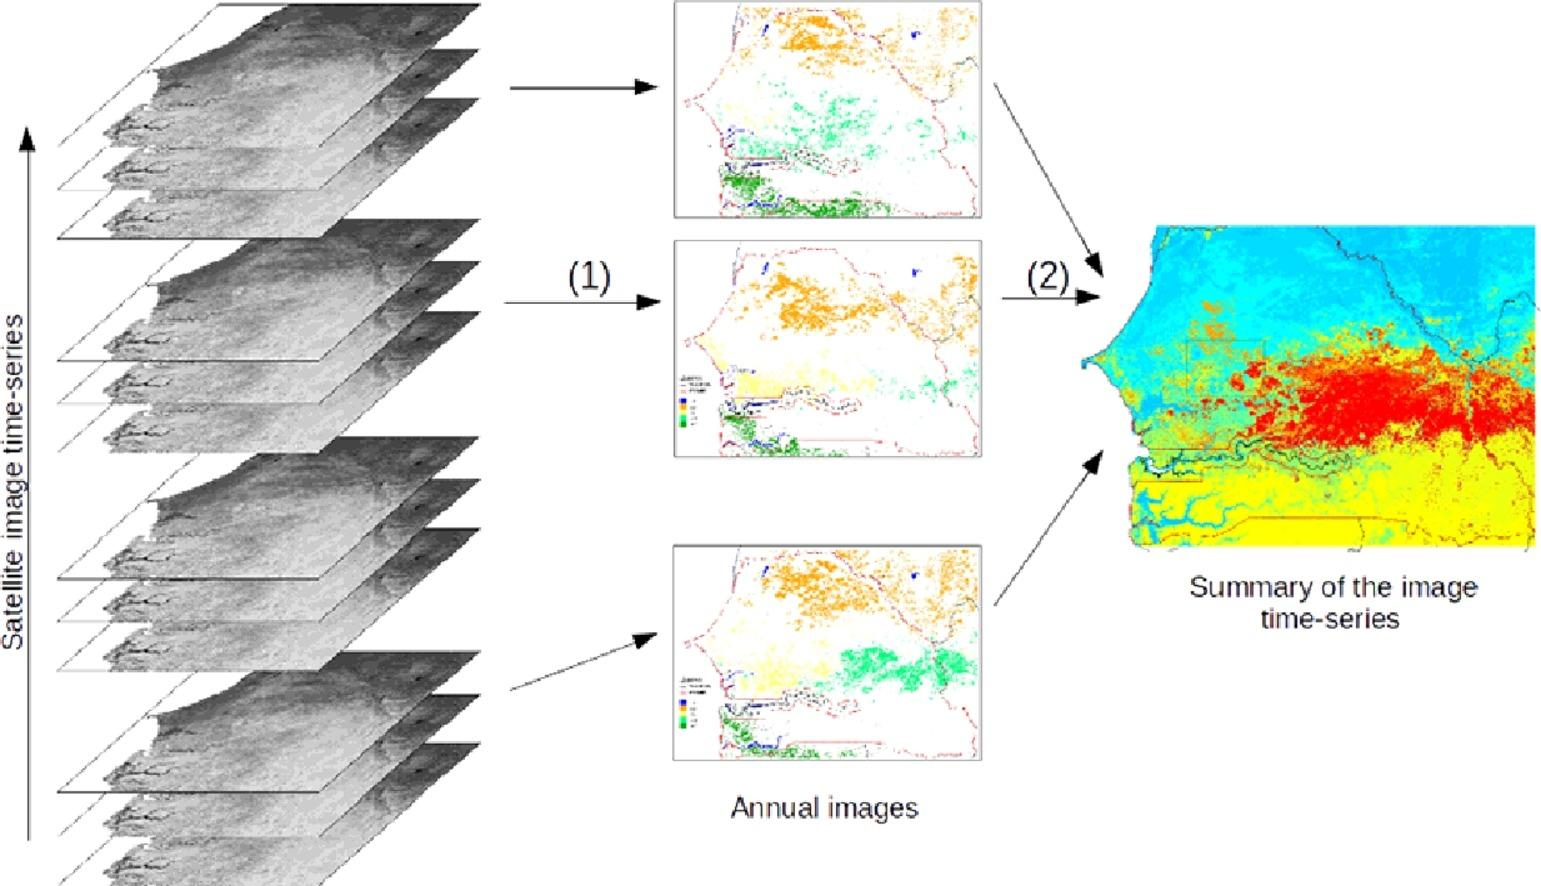 Satellite image time-series
(1)
(2)
Annual images
Summary of the image
time-series